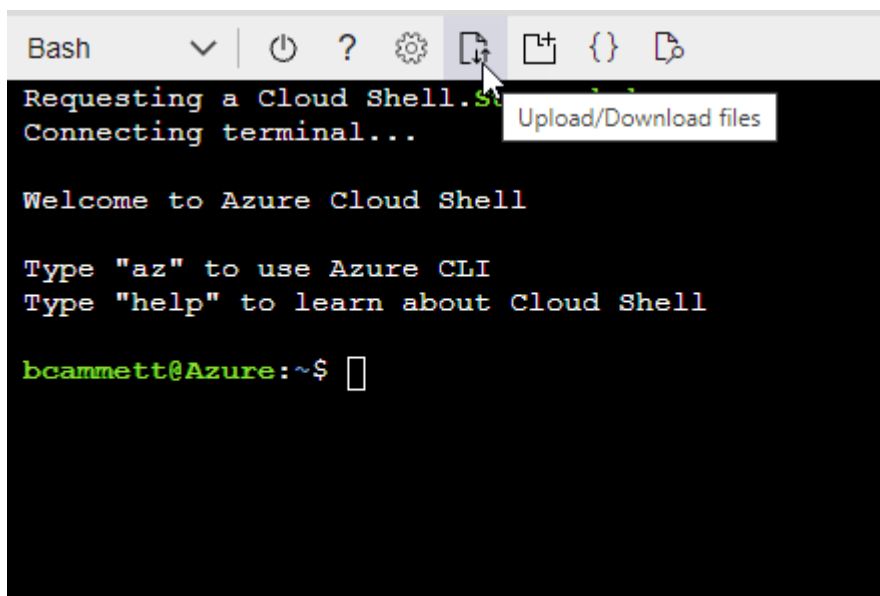 Bash ? {}
Requesting a Cloud Shell.
Upload/Download files
Connecting terminal...
Welcome to Azure Cloud Shell
Type "az" to use Azure CLI
Type "help" to learn about Cloud Shell
bcammett@Azure:~$